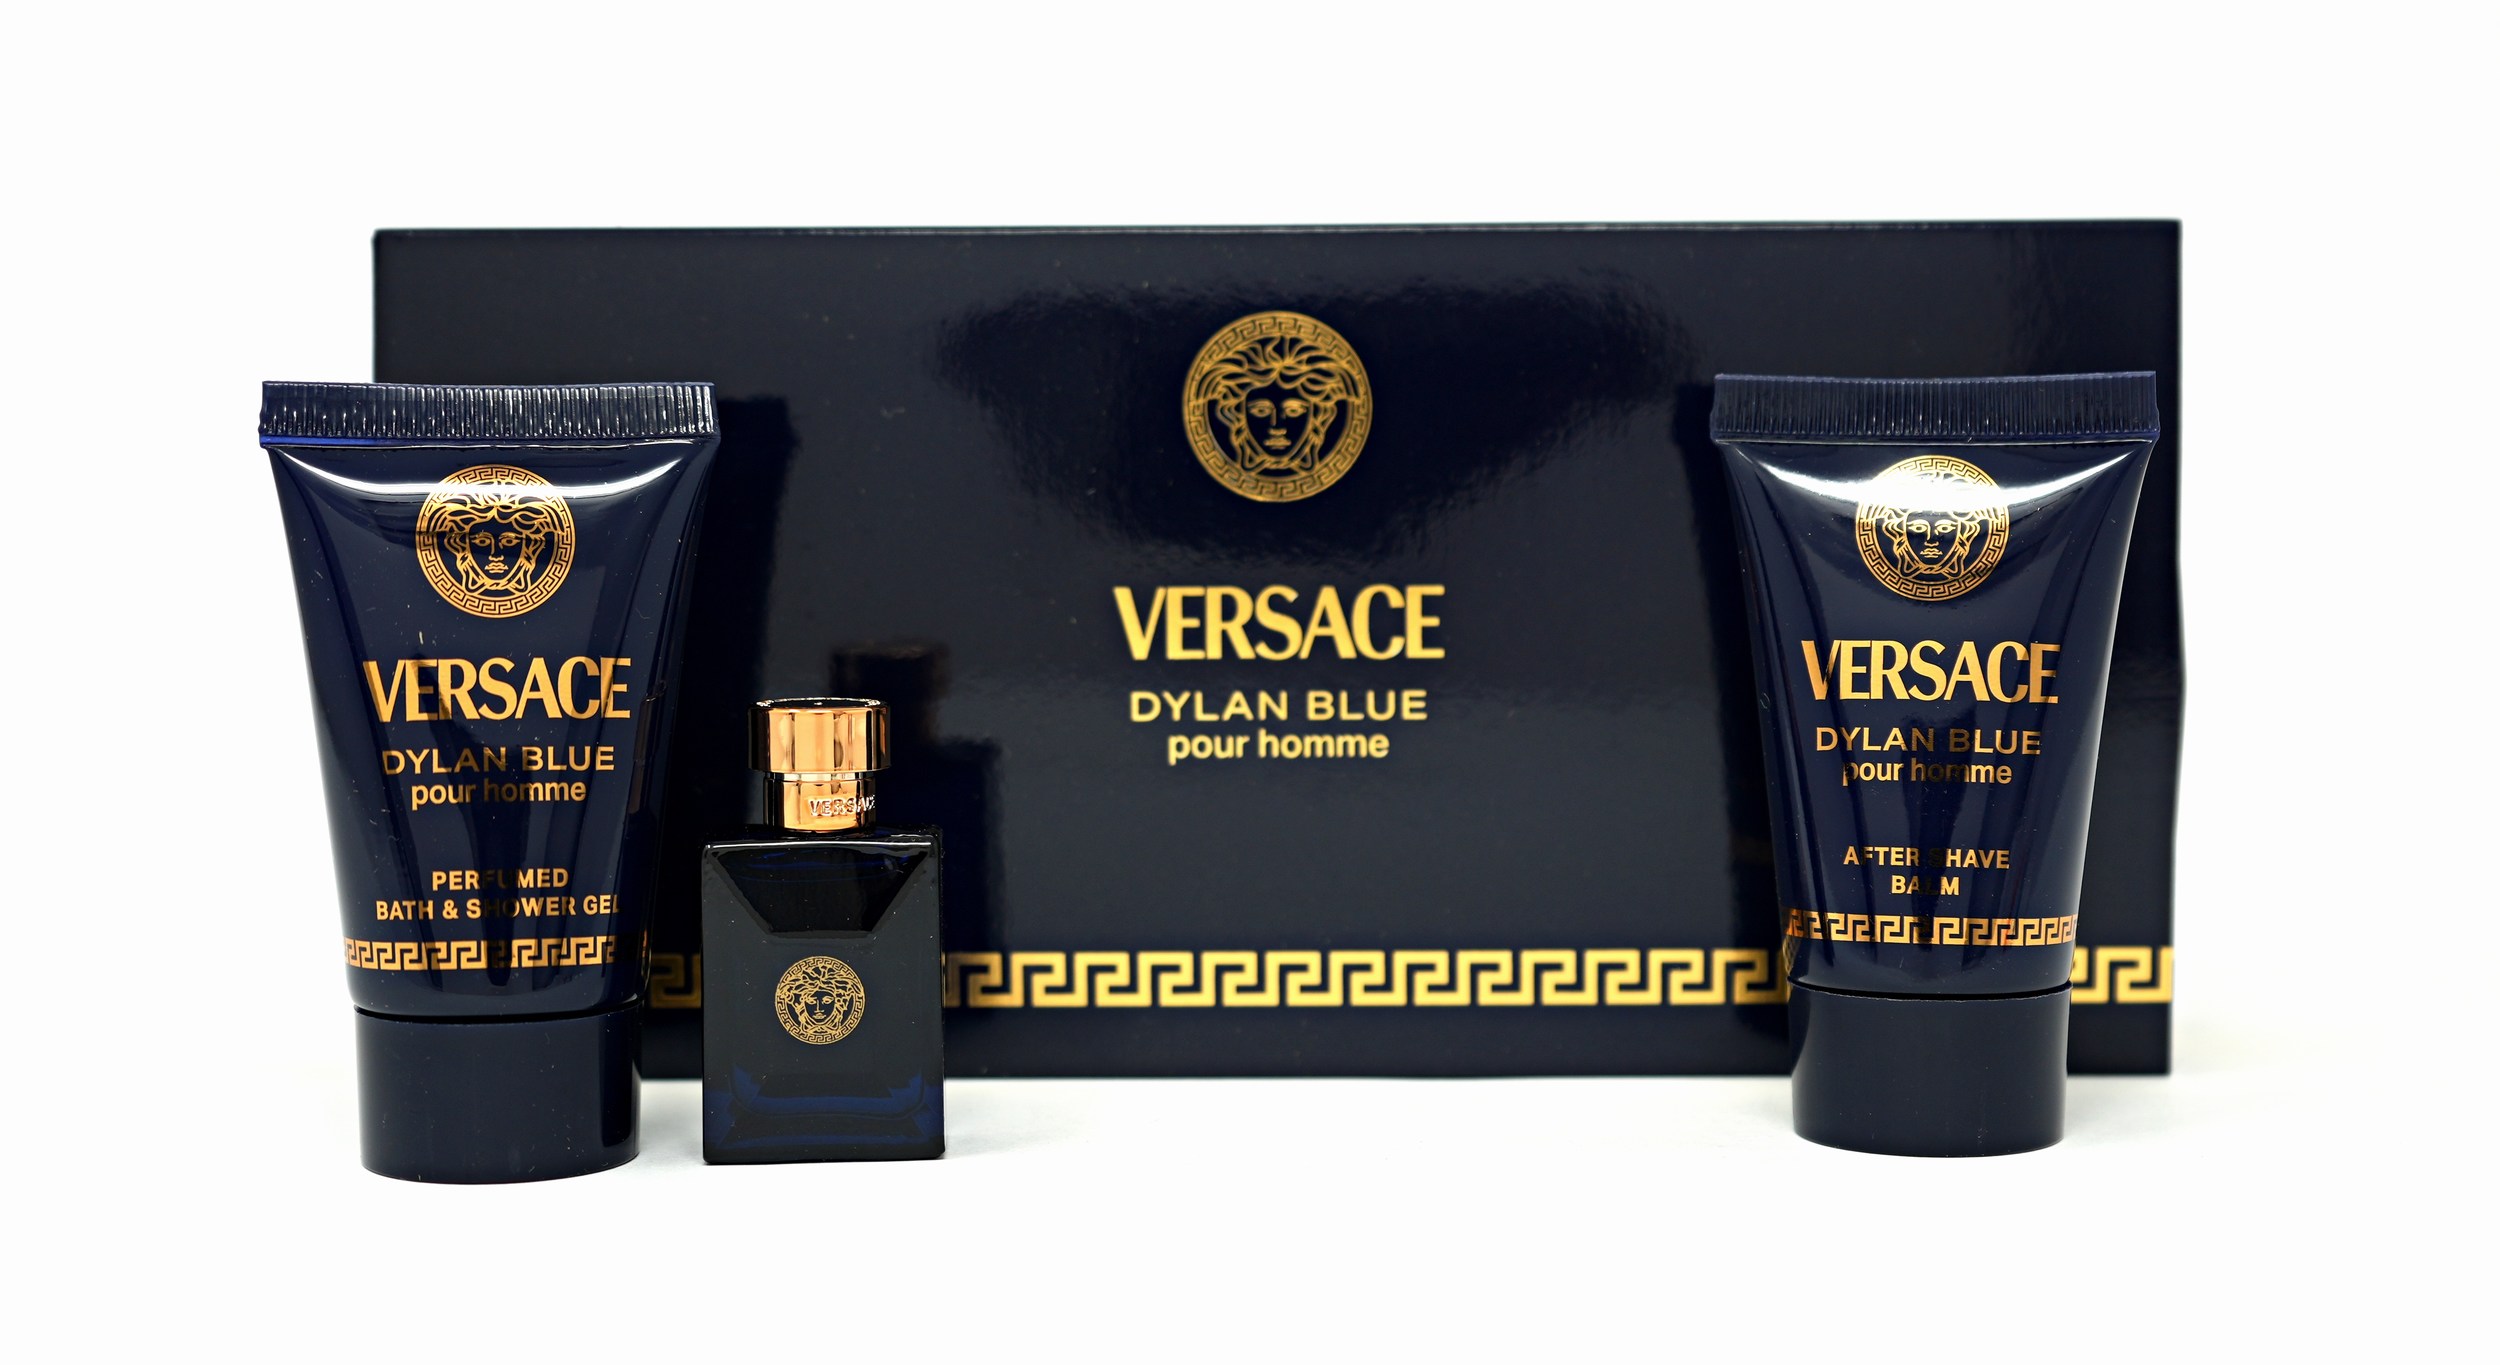 VERSACE
DYLAN BLUE
pour homme
PERFUMED
BATH & SHOWER GEL
VERSACE
VERSACE
DYLAN BLUE
pour homme
VERSACE
DYLAN BLUE
pour homme
AFTER SHAVE
BALM